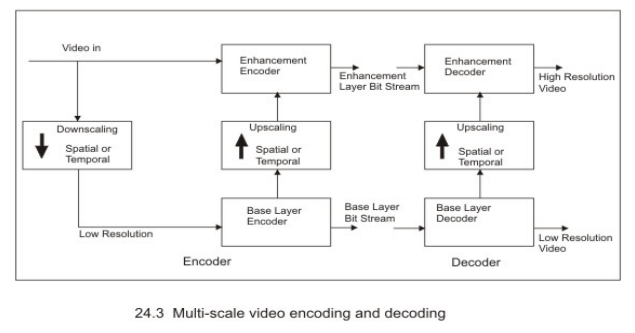 Video in
Enhancement
Encoder
Enhancement
Layer Bit Stream
Enhancement
Decoder
High Resolution
Video
Downscaling
Spatial or
Temporal
Upscaling
Spatial or
Temporal
Upscaling
Spatial or
Temporal
Low Resolution
Base Layer
Encoder
Base Layer
Bit Stream
Base Layer
Decoder
Low Resolution
Video
Encoder
Decoder
24.3 Multi-scale video encoding and decoding